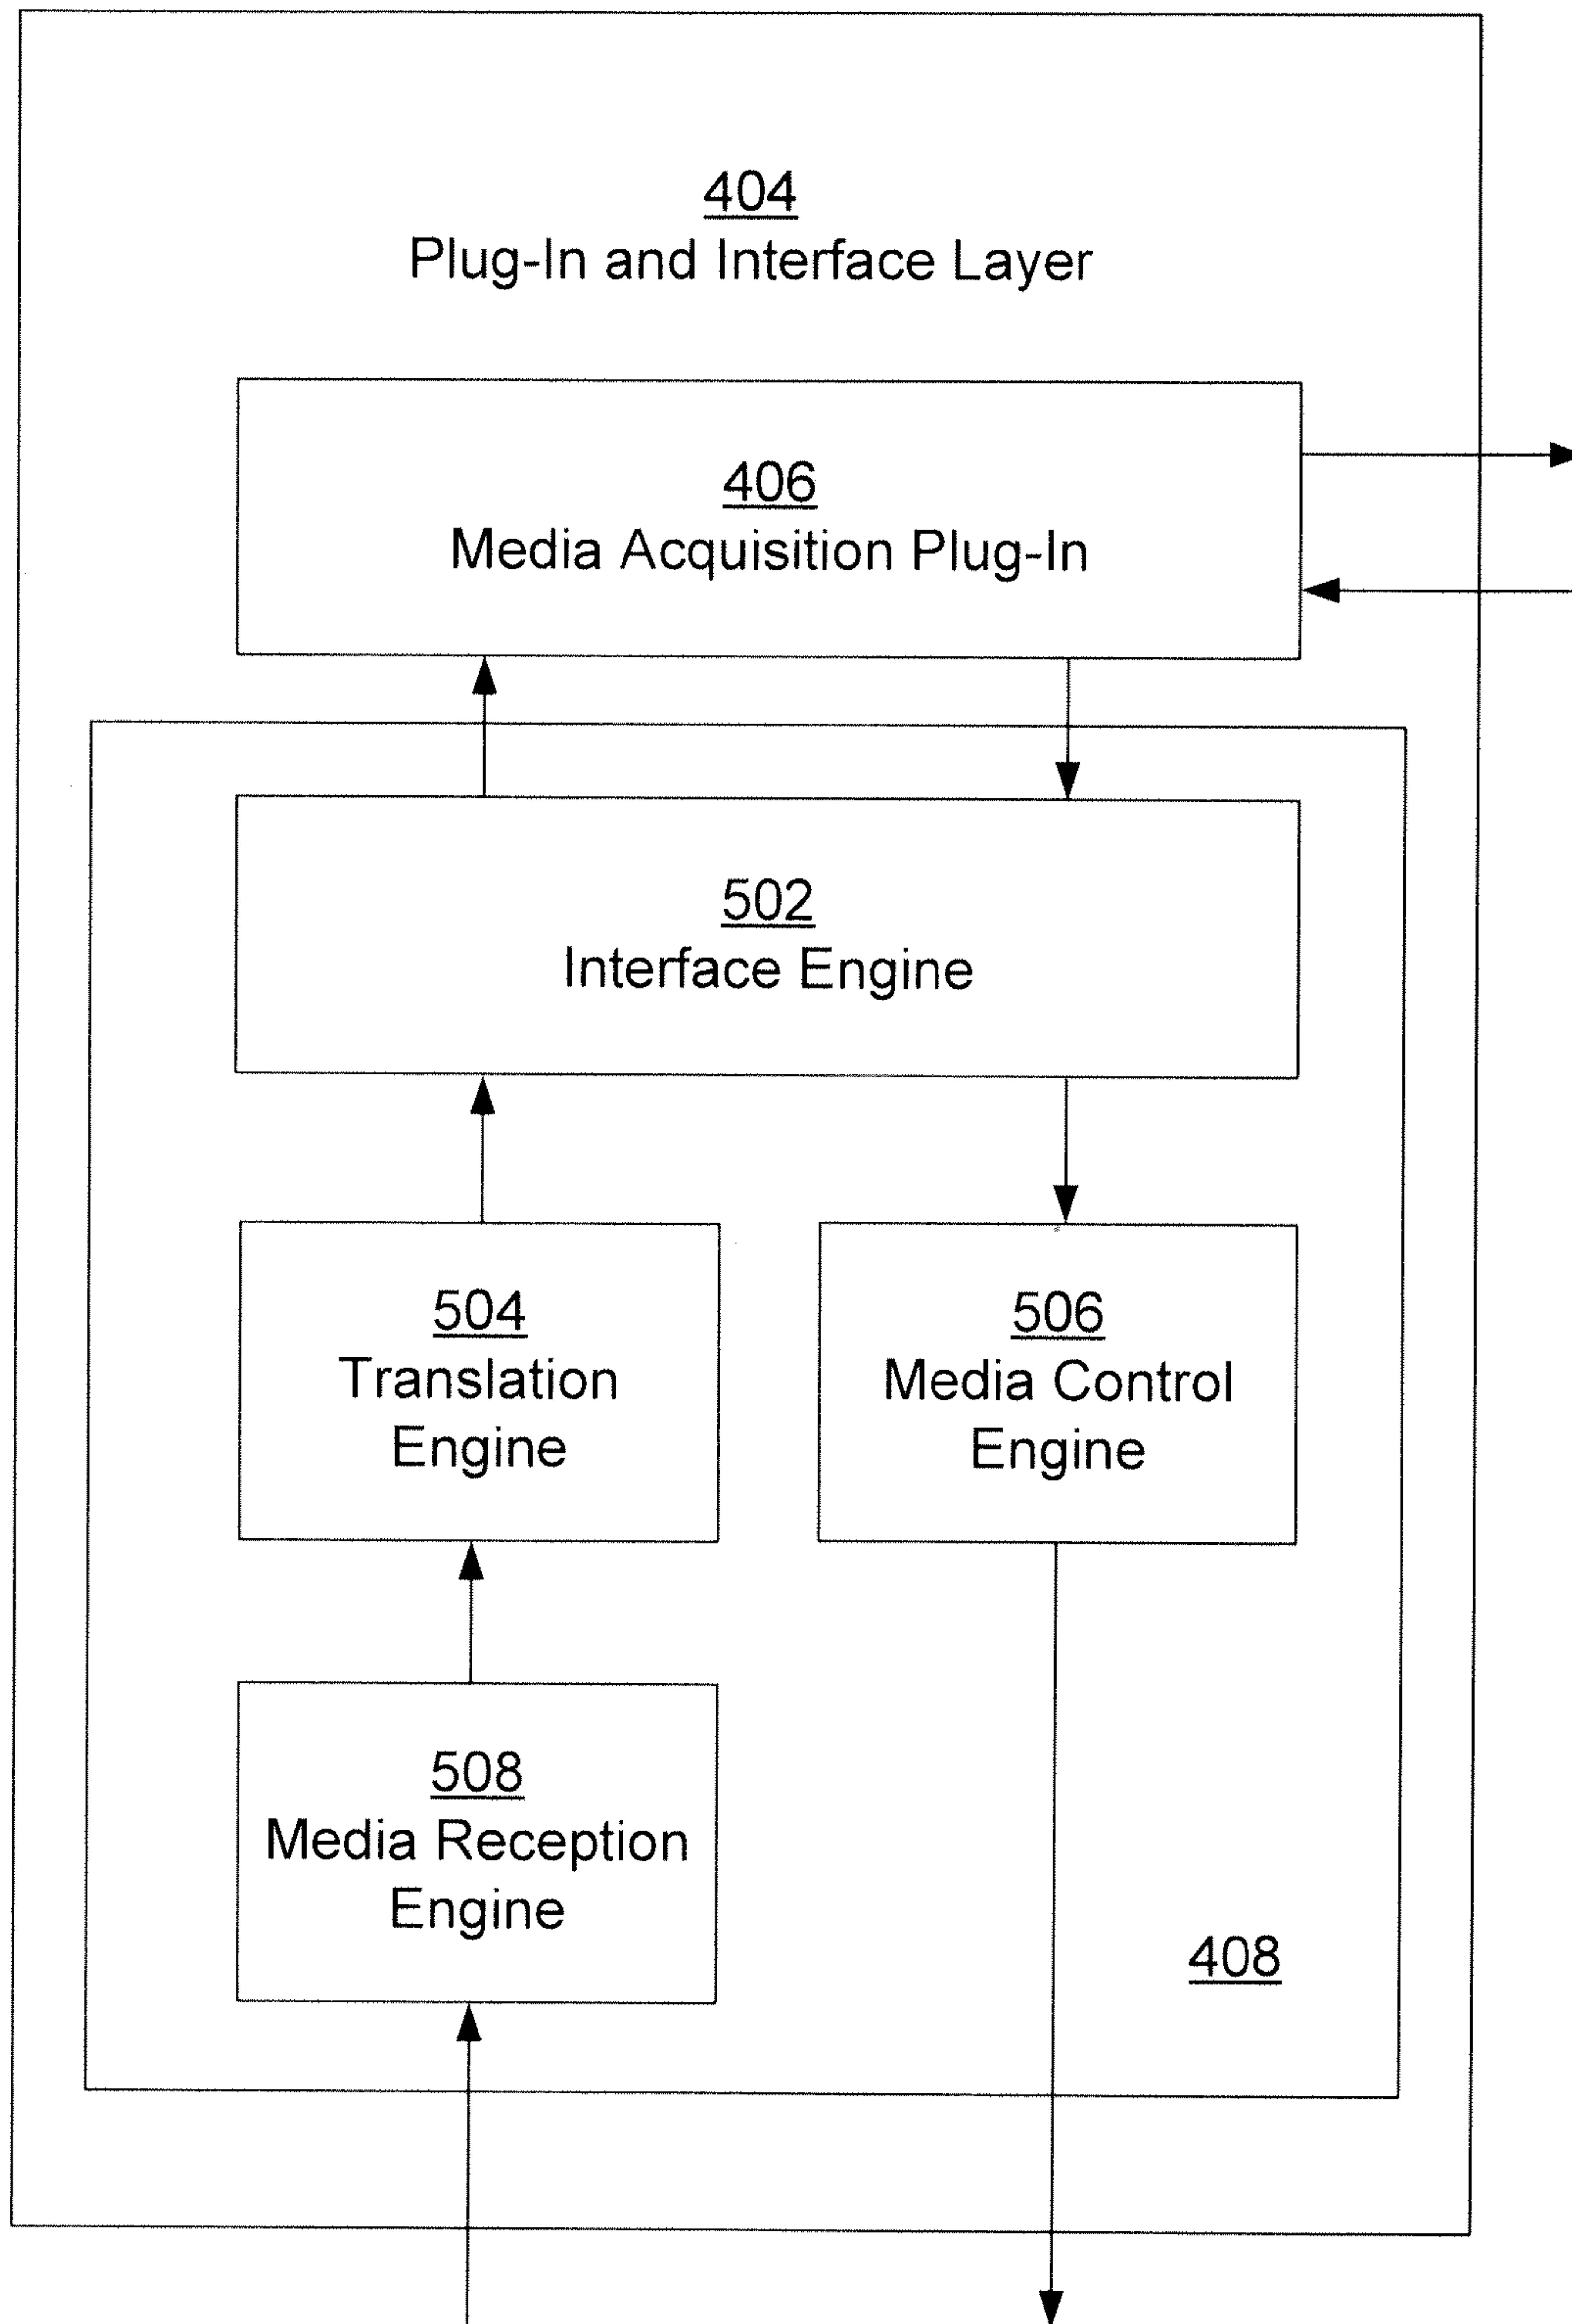 404
Plug-In and Interface Layer
406
Media Acquisition Plug-In
502
Interface Engine
504
Translation
Engine
506
Media Control
Engine
508
Media Reception
Engine
408